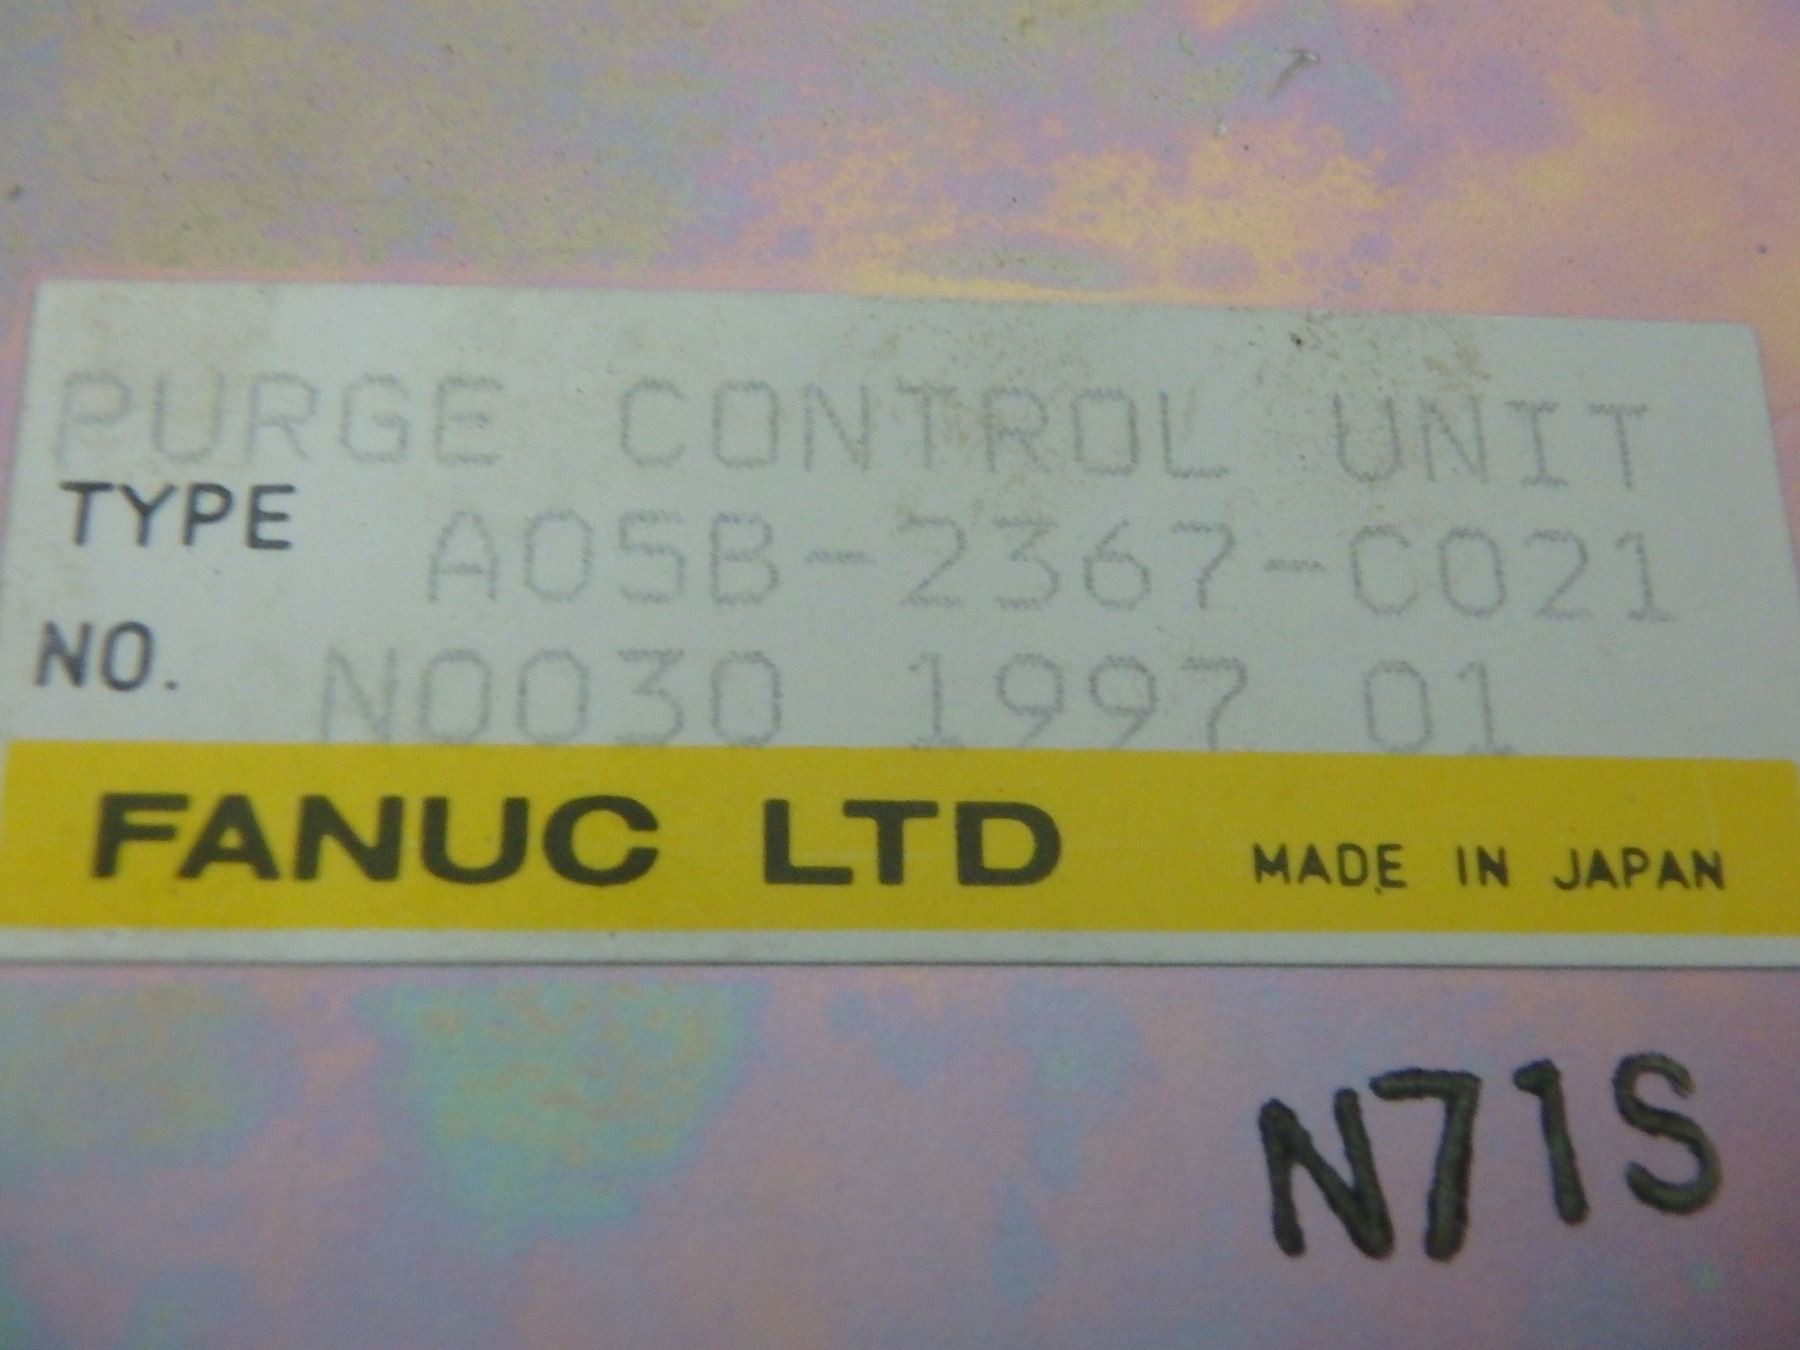 PURGE CONTROL UNIT
TYPE A05B-2367-C021
NO. N0030 1997 01
FANUC LTD MADE IN JAPAN
N71S